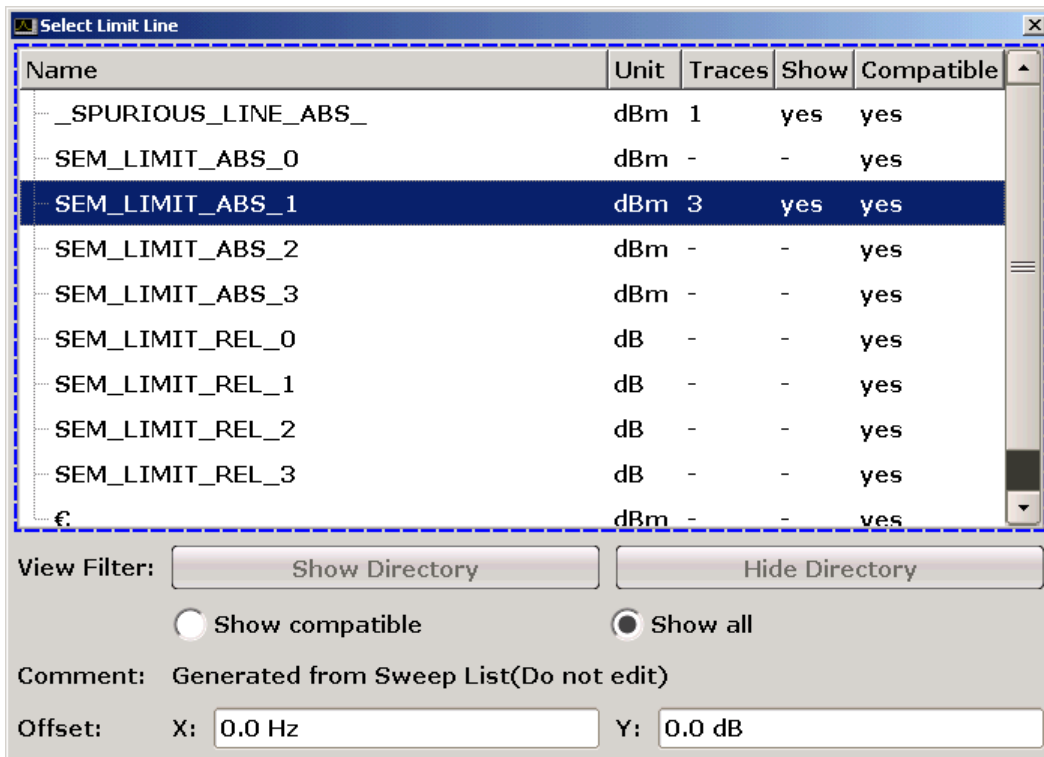 Select Limit Line
Name Unit Traces Show Compatible
_SPURIOUS_LINE_ABS_ dBm 1 yes yes
SEM_LIMIT_ABS_0 dBm - - yes
SEM_LIMIT_ABS_1 dBm 3 yes yes
SEM_LIMIT_ABS_2 dBm - - yes
SEM_LIMIT_ABS_3 dBm - - yes
SEM_LIMIT_REL_0 dB - - yes
SEM_LIMIT_REL_1 dB - - yes
SEM_LIMIT_REL_2 dB - - yes
SEM_LIMIT_REL_3 dB - - yes
€ dBm - - yes
View Filter: Show Directory Hide Directory
Show compatible Show all
Comment: Generated from Sweep List(Do not edit)
Offset: X: 0.0 Hz Y: 0.0 dB